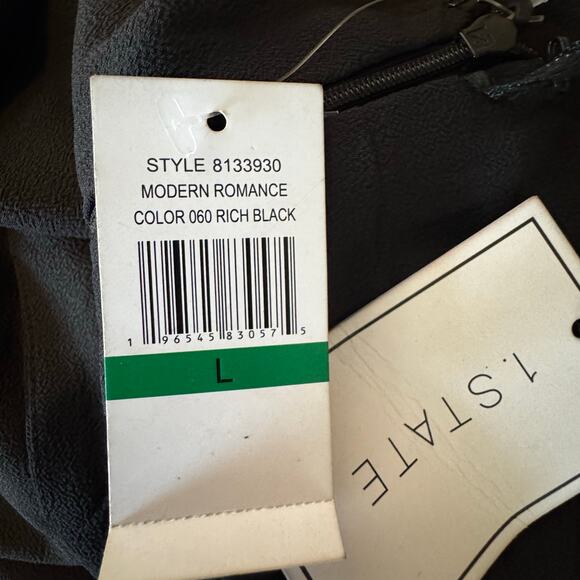 STYLE 8133930
MODERN ROMANCE
COLOR 060 RICH BLACK
1 96545 83057 5
L
1.STATE